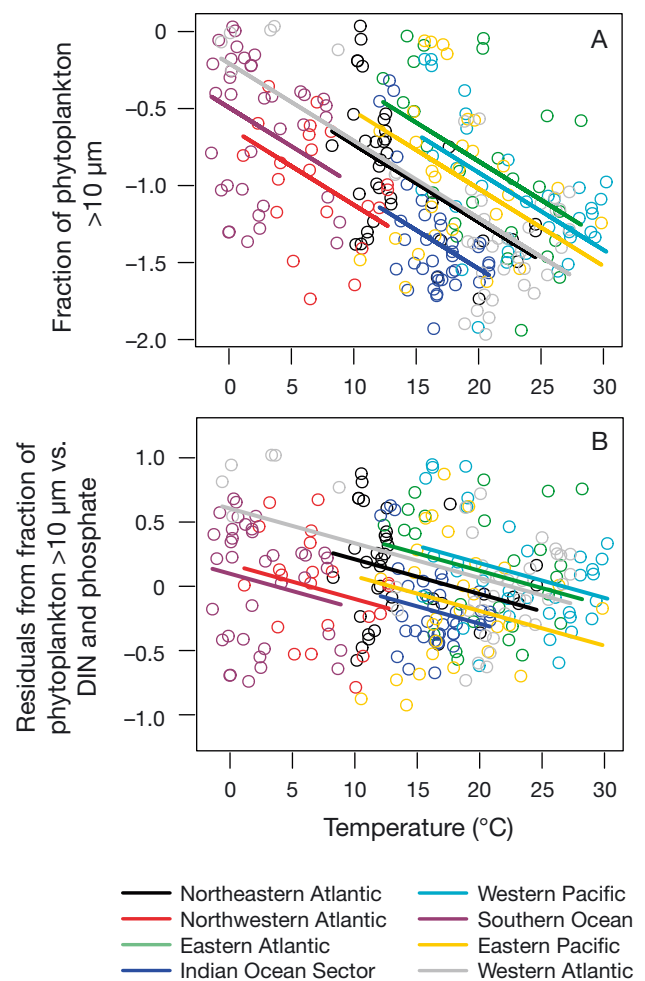 A
Fraction of phytoplankton
>10 µm
0
−0.5
−1.0
−1.5
−2.0
0 5 10 15 20 25 30
B
Residuals from fraction of
phytoplankton >10 µm vs.
DIN and phosphate
1.0
0.5
0
−0.5
−1.0
0 5 10 15 20 25 30
Temperature (°C)
Northeastern Atlantic
Northwestern Atlantic
Eastern Atlantic
Indian Ocean Sector
Western Pacific
Southern Ocean
Eastern Pacific
Western Atlantic